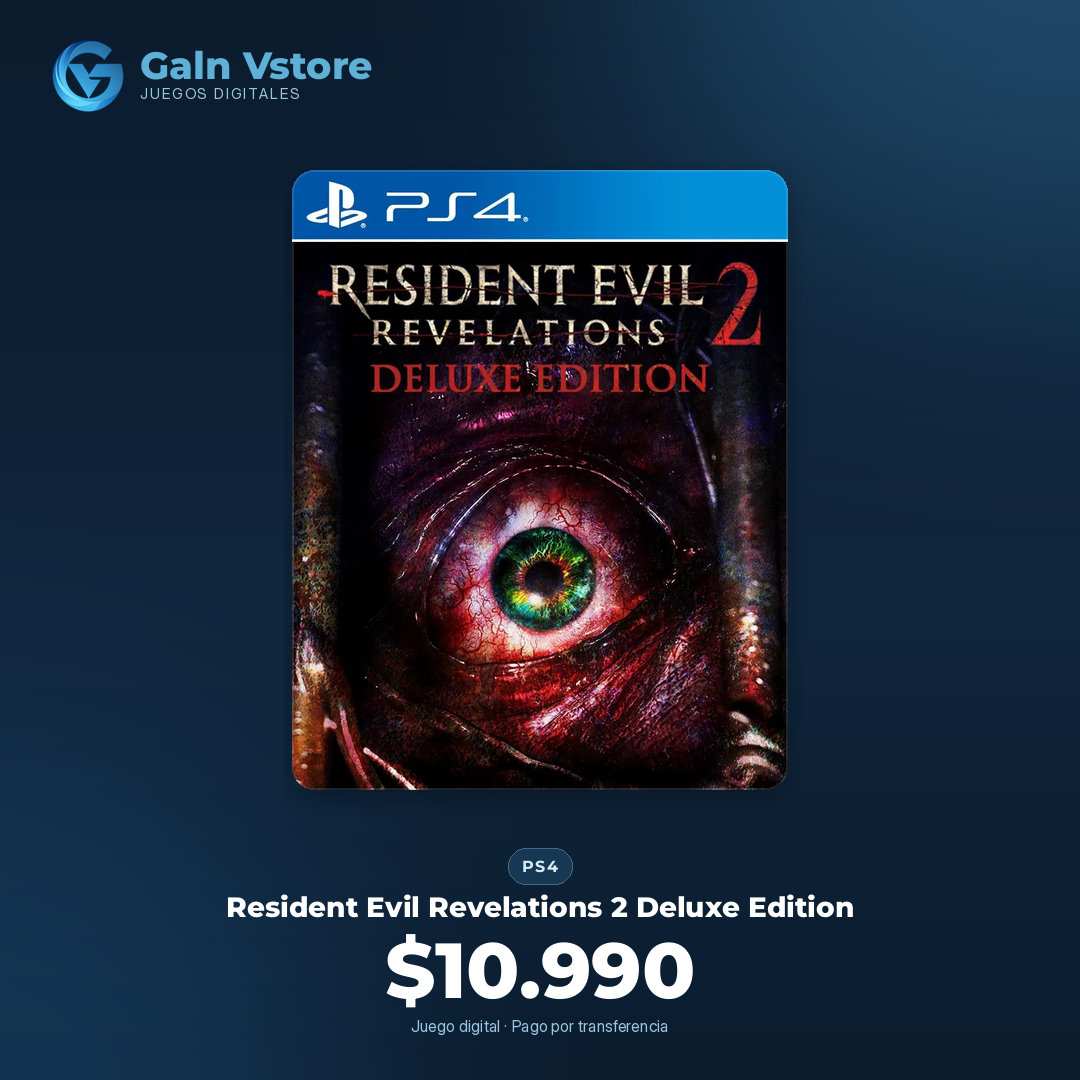 Galn Vstore
JUEGOS DIGITALES
PS4
RESIDENT EVIL 2
REVELATIONS
DELUXE EDITION
PS4
Resident Evil Revelations 2 Deluxe Edition
$10.990
Juego digital · Pago por transferencia